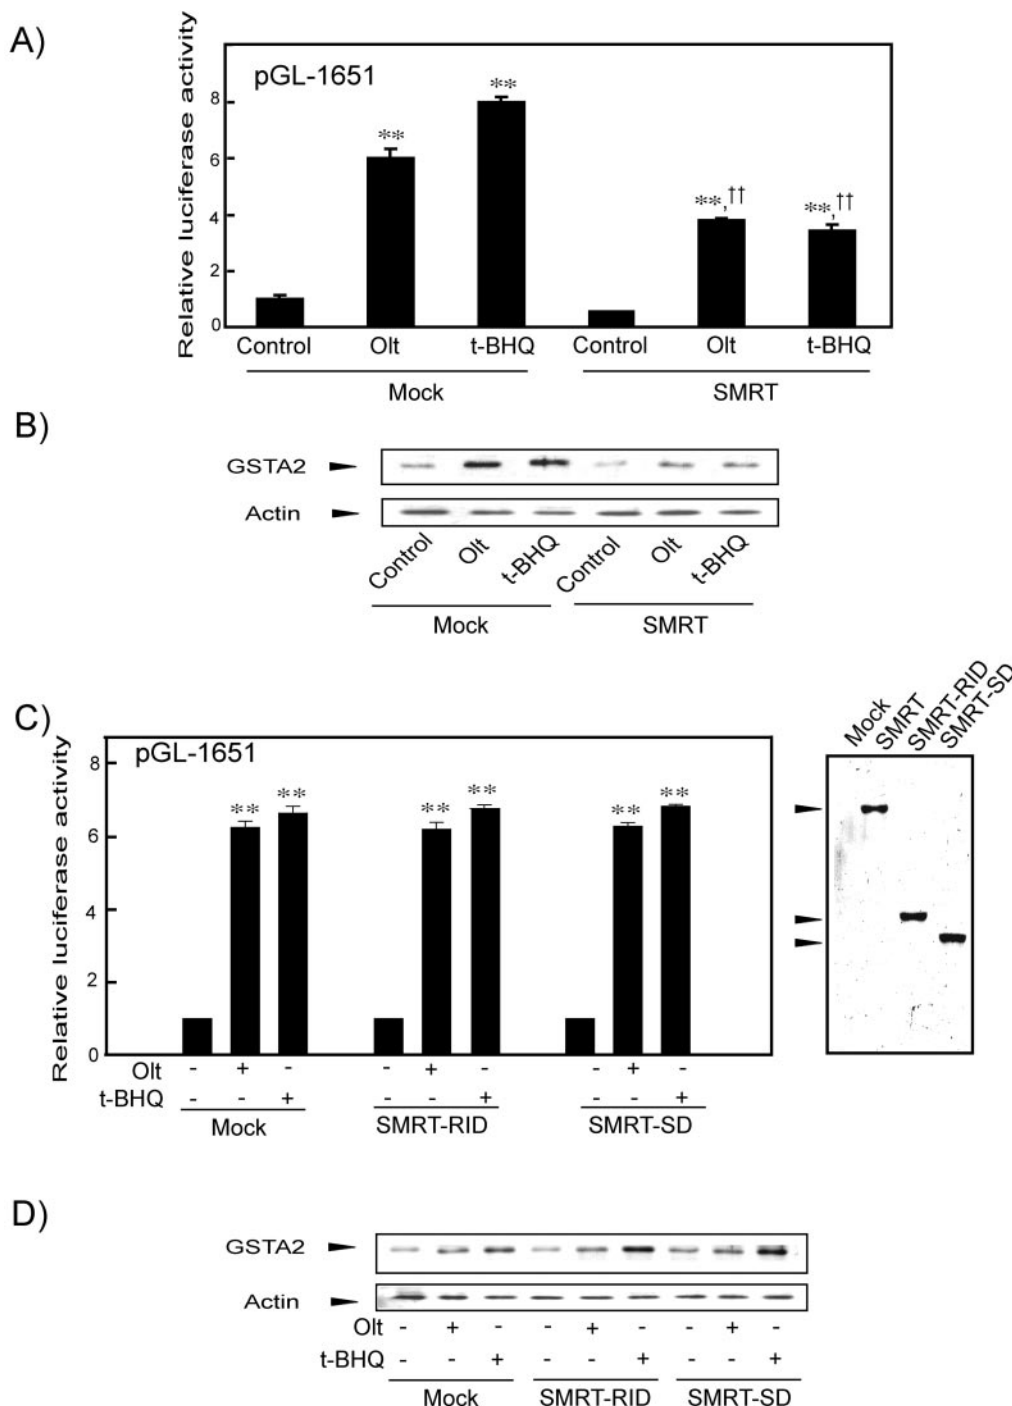 A)
Relative luciferase activity
pGL-1651
8
6
4
2
0
**
**
**,††
**,††
Control Olt t-BHQ Control Olt t-BHQ
Mock SMRT
B)
GSTA2
Actin
Control Olt t-BHQ Control Olt t-BHQ
Mock SMRT
C)
Relative luciferase activity
pGL-1651
8
6
4
2
0
** ** ** ** ** **
Olt - + - - + - - + -
t-BHQ - - + - - + - - +
Mock SMRT-RID SMRT-SD
Mock SMRT SMRT-RID SMRT-SD
D)
GSTA2
Actin
Olt - + - - + - - + -
t-BHQ - - + - - + - - +
Mock SMRT-RID SMRT-SD